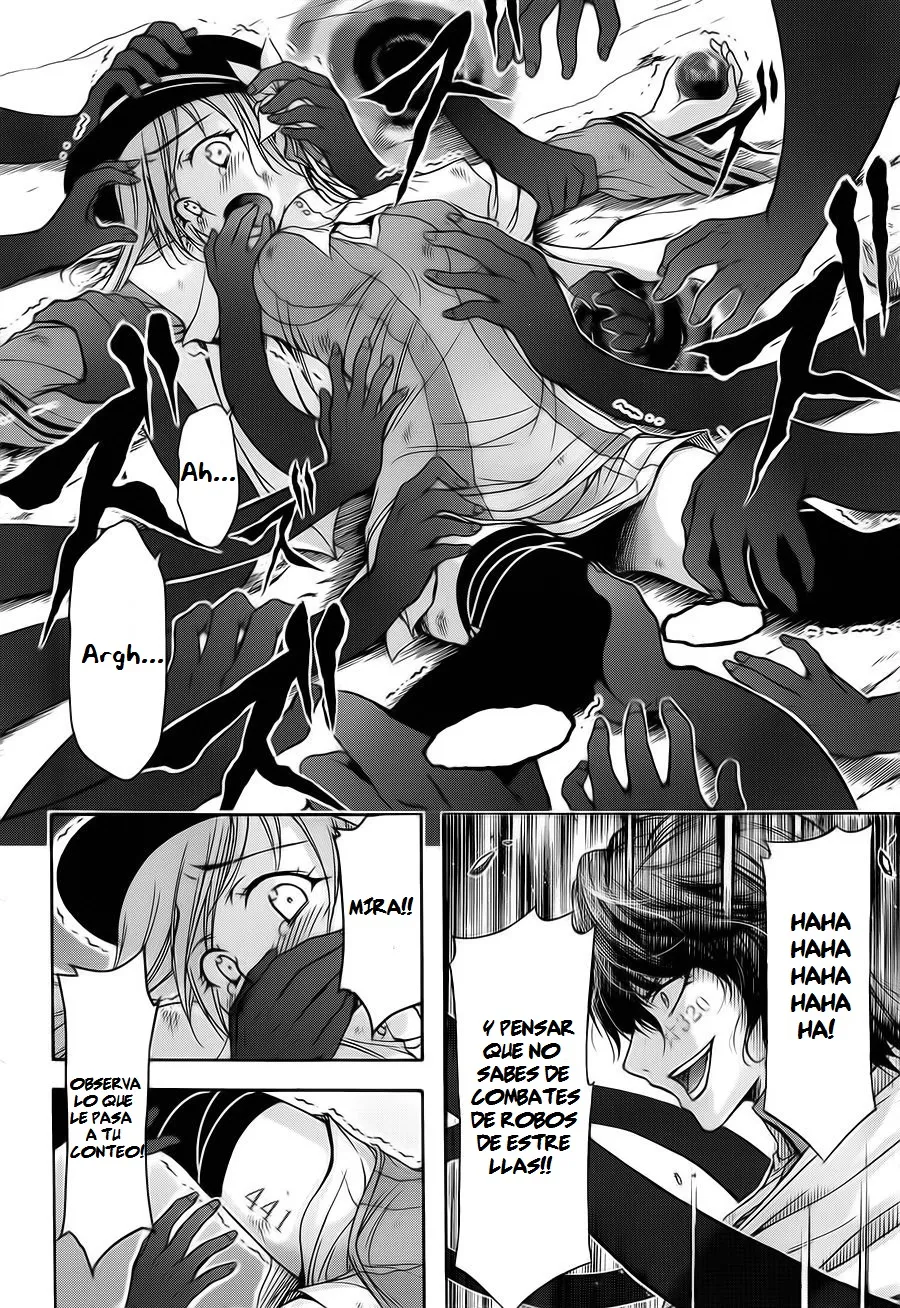 Ah...
Argh...
HAHA
HAHA
HAHA
HAHA
HA!
Y PENSAR
QUE NO
SABES DE
COMBATES
DE ROBOS
DE ESTRE
LLAS!!
MIRA!!
OBSERVA
LO QUE
LE PASA
A TU
CONTEO!
441